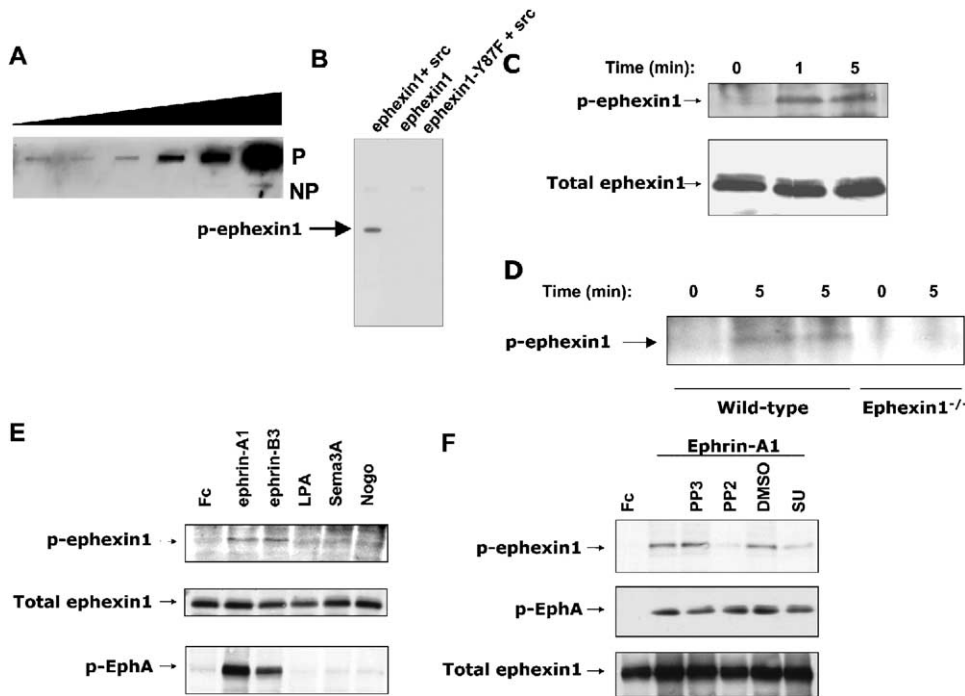 A
P
NP
B
ephexin1+ src
ephexin1
ephexin1-Y87F + src
p-ephexin1
C
Time (min): 0 1 5
p-ephexin1
Total ephexin1
D
Time (min): 0 5 5 0 5
p-ephexin1
Wild-type Ephexin1-/-
E
Fc ephrin-A1 ephrin-B3 LPA Sema3A Nogo
p-ephexin1
Total ephexin1
p-EphA
F
Ephrin-A1
Fc PP3 PP2 DMSO SU
p-ephexin1
p-EphA
Total ephexin1